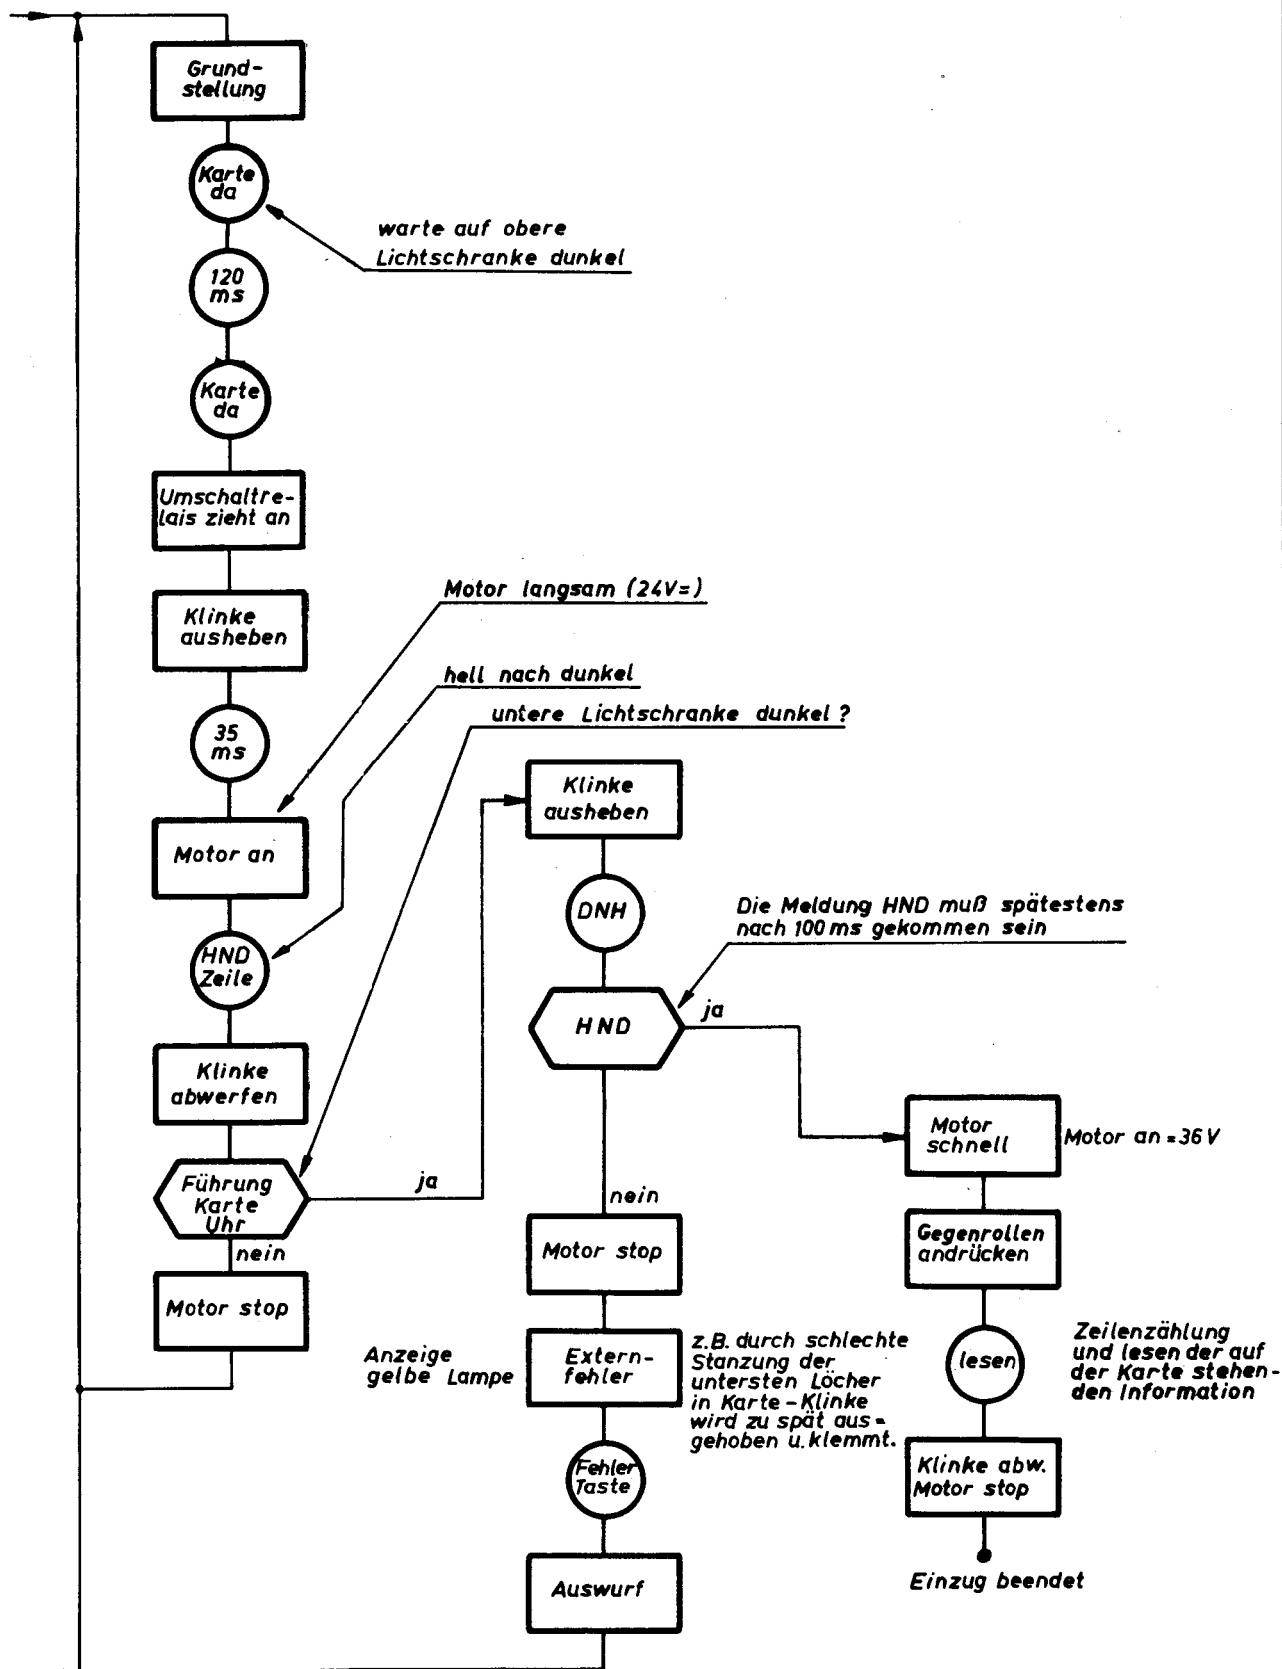 Grund-
stellung
Karte
da
warte auf obere
Lichtschranke dunkel
120
ms
Karte
da
Umschaltre-
lais zieht an
Klinke
ausheben
Motor langsam (24V=)
hell nach dunkel
35
ms
untere Lichtschranke dunkel?
Motor an
HND
Zeile
Klinke
abwerfen
Führung
Karte
Uhr
ja
nein
Motor stop
Klinke
ausheben
DNH
Die Meldung HND muß spätestens
nach 100 ms gekommen sein
HND
ja
nein
Motor stop
Anzeige
gelbe Lampe
Extern-
fehler
z.B. durch schlechte
Stanzung der
untersten Löcher
in Karte-Klinke
wird zu spät aus=
gehoben u. klemmt.
Fehler
Taste
Auswurf
Motor
schnell
Motor an = 36 V
Gegenrollen
andrücken
lesen
Zeilenzählung
und lesen der auf
der Karte stehen-
den Information
Klinke abw.
Motor stop
Einzug beendet